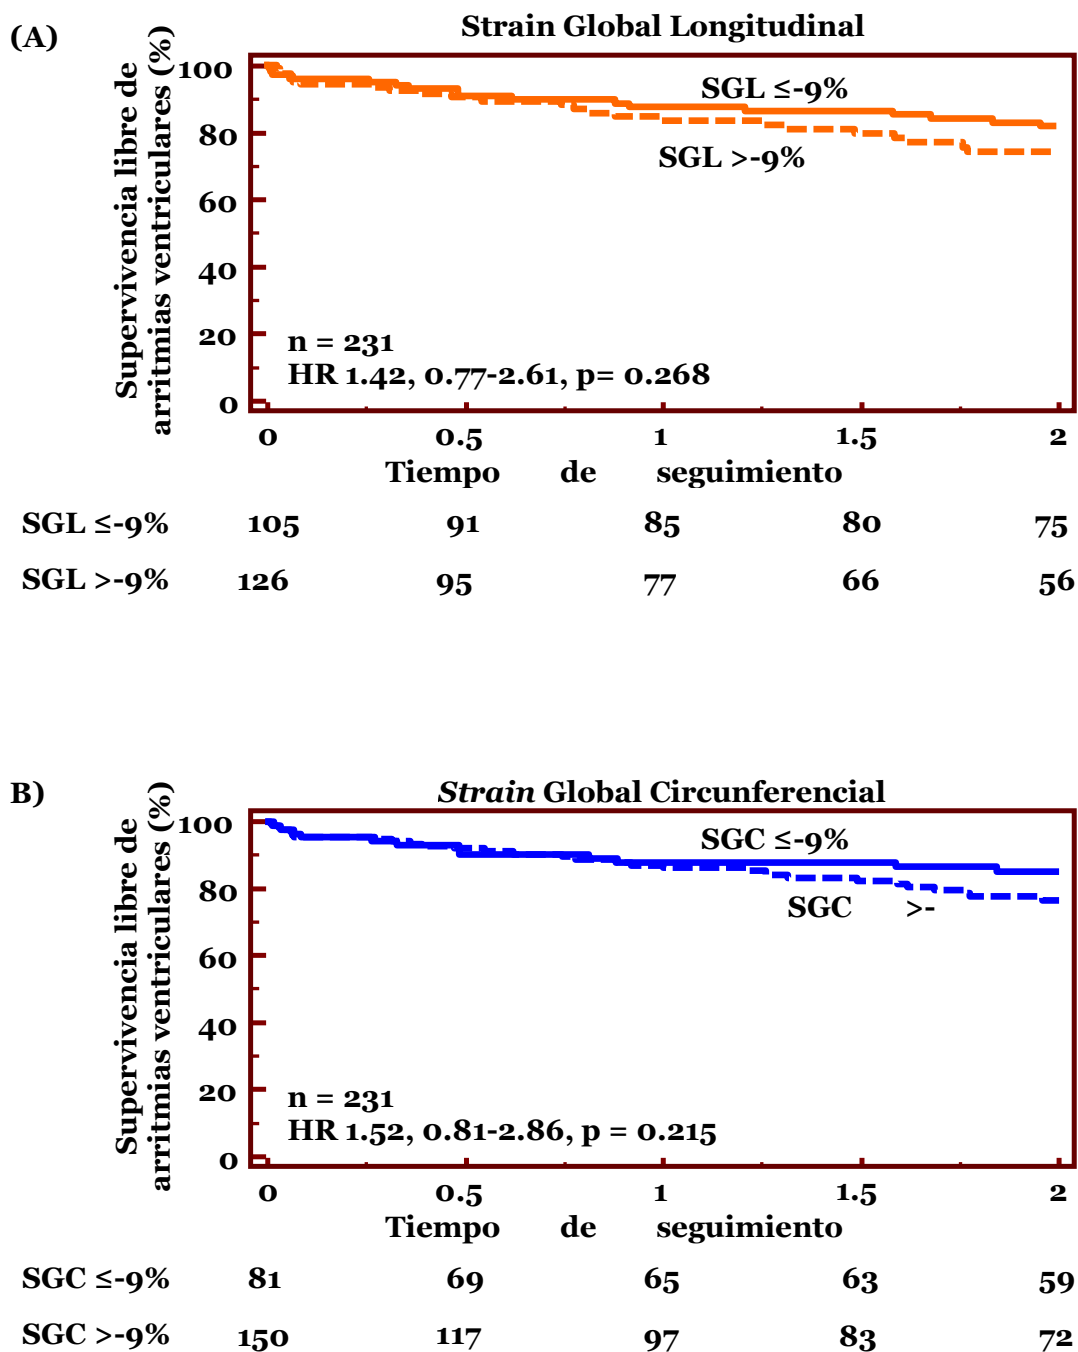 (A)
Strain Global Longitudinal
Supervivencia libre de
arritmias ventriculares (%)
100
80
60
40
20
0
SGL ≤-9%
SGL >-9%
n = 231
HR 1.42, 0.77-2.61, p= 0.268
0 0.5 1 1.5 2
Tiempo de seguimiento
SGL ≤-9% 105 91 85 80 75
SGL >-9% 126 95 77 66 56
B)
Strain Global Circunferencial
Supervivencia libre de
arritmias ventriculares (%)
100
80
60
40
20
0
SGC ≤-9%
SGC >-
n = 231
HR 1.52, 0.81-2.86, p = 0.215
0 0.5 1 1.5 2
Tiempo de seguimiento
SGC ≤-9% 81 69 65 63 59
SGC >-9% 150 117 97 83 72